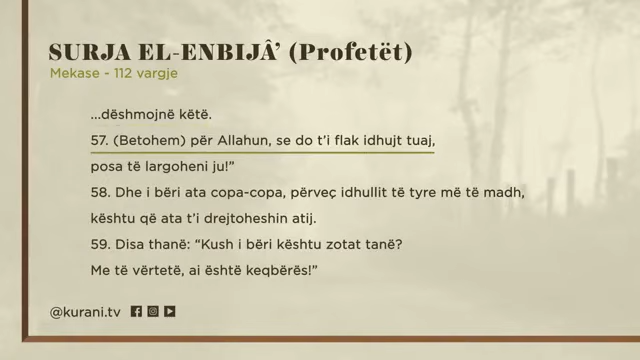 SURJA EL-ENBIJÂ’ (Profetët)
Mekase - 112 vargje
...dëshmojnë këtë.
57. (Betohem) për Allahun, se do t’i flak idhujt tuaj,
posa të largoheni ju!”
58. Dhe i bëri ata copa-copa, përveç idhullit të tyre më të madh,
kështu që ata t’i drejtoheshin atij.
59. Disa thanë: “Kush i bëri kështu zotat tanë?
Me të vërtetë, ai është keqbërës!”
@kurani.tv